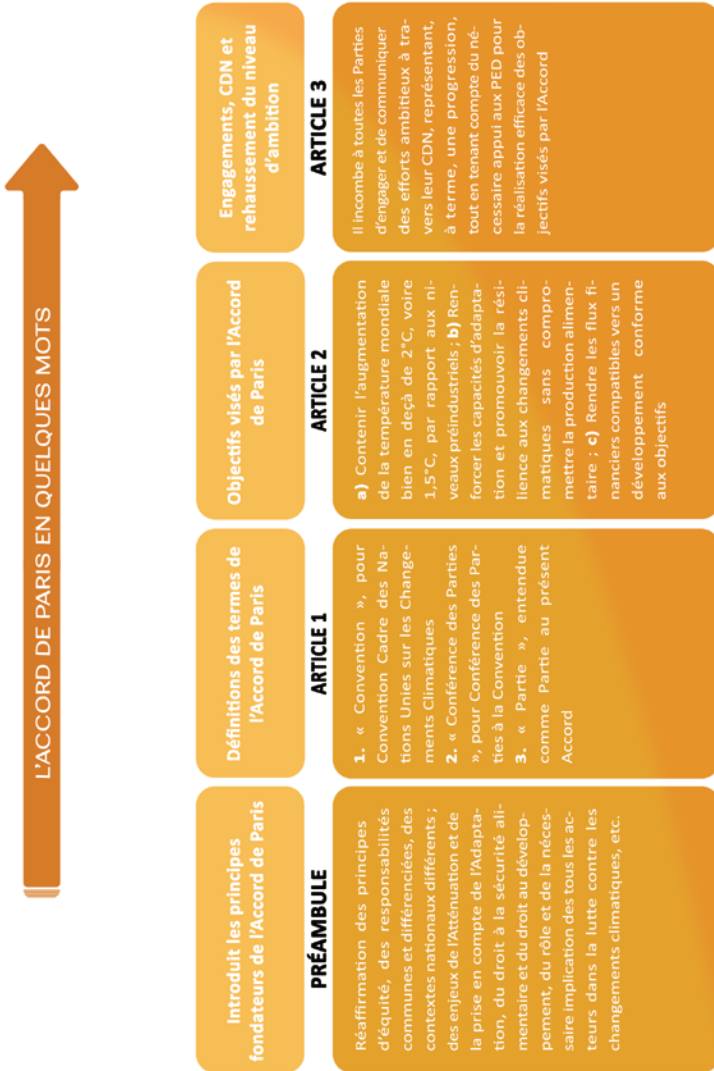 L'ACCORD DE PARIS EN QUELQUES MOTS
Introduit les principes
fondateurs de l'Accord de Paris
PRÉAMBULE
Réaffirmation des principes
d'équité, des responsabilités
communes et différenciées, des
contextes nationaux différents ;
des enjeux de l'Atténuation et de
la prise en compte de l'Adapta-
tion, du droit à la sécurité ali-
mentaire et du droit au dévelop-
pement, du rôle et de la néces-
saire implication des tous les ac-
teurs dans la lutte contre les
changements climatiques, etc.
Définitions des termes de
l'Accord de Paris
ARTICLE 1
1. « Convention », pour
Convention Cadre des Na-
tions Unies sur les Change-
ments Climatiques
2. « Conférence des Parties
», pour Conférence des Par-
ties à la Convention
3. « Partie », entendue
comme Partie au présent
Accord
Objectifs visés par l'Accord
de Paris
ARTICLE 2
a) Contenir l'augmentation
de la température mondiale
bien en deçà de 2°C, voire
1,5°C, par rapport aux ni-
veaux préindustriels ; b) Ren-
forcer les capacités d'adapta-
tion et promouvoir la rési-
lience aux changements cli-
matiques sans compro-
mettre la production alimen-
taire ; c) Rendre les flux fi-
nanciers compatibles vers un
développement conforme
aux objectifs
Engagements, CDN et
rehaussement du niveau
d'ambition
ARTICLE 3
Il incombe à toutes les Parties
d'engager et de communiquer
des efforts ambitieux à tra-
vers leur CDN, représentant,
à terme, une progression,
tout en tenant compte du né-
cessaire appui aux PED pour
la réalisation efficace des ob-
jectifs visés par l'Accord